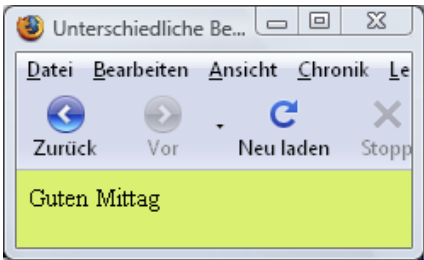 Unterschiedliche Be...
Datei Bearbeiten Ansicht Chronik Le
Zurück Vor Neu laden Stopp
Guten Mittag